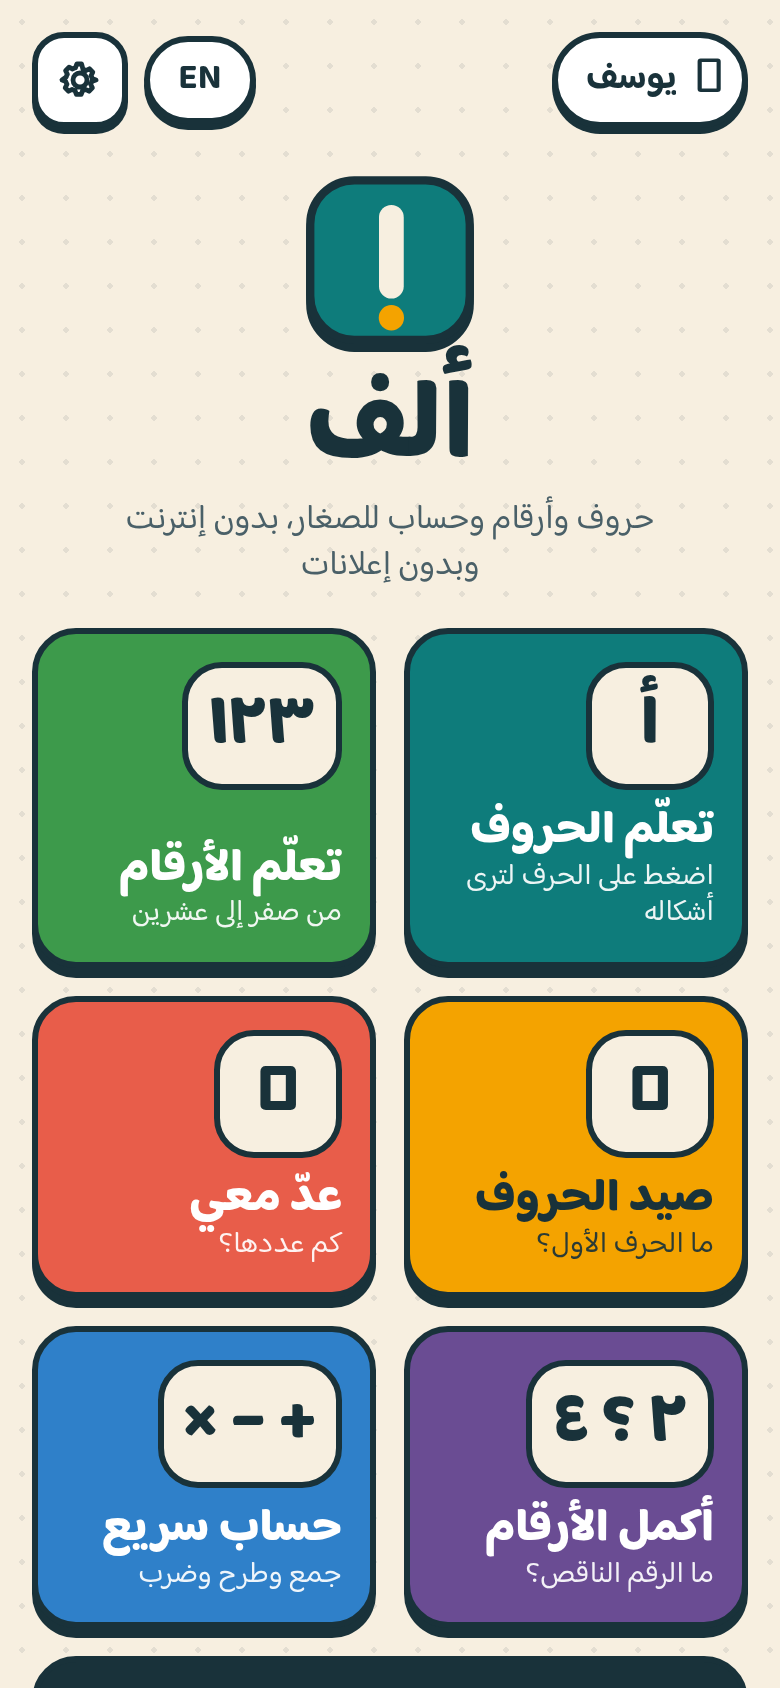 يوسف
EN
ألف
حروف وأرقام وحساب للصغار، بدون إنترنت
وبدون إعلانات
أ
تعلّم الحروف
اضغط على الحرف لترى
أشكاله
١٢٣
تعلّم الأرقام
من صفر إلى عشرين
صيد الحروف
ما الحرف الأول؟
عدّ معي
كم عددها؟
٢ ؟ ٤
أكمل الأرقام
ما الرقم الناقص؟
+ − ×
حساب سريع
جمع وطرح وضرب